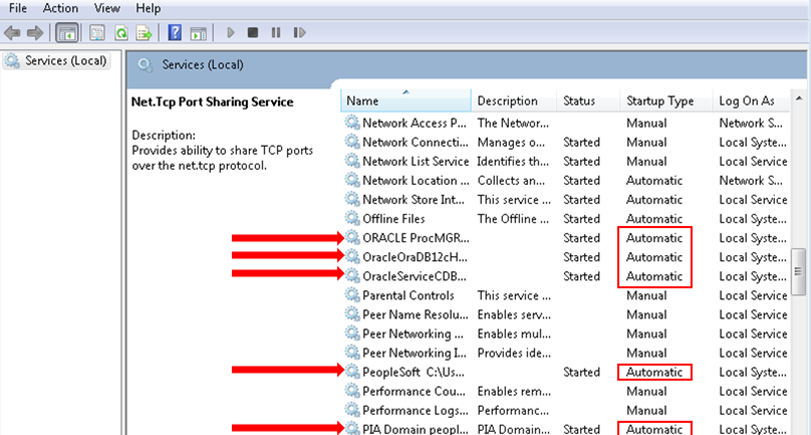 File Action View Help
Services (Local)
Services (Local)
Net.Tcp Port Sharing Service
Description:
Provides ability to share TCP ports
over the net.tcp protocol.
Name Description Status Startup Type Log On As
Network Access P... The Networ... Manual Network S...
Network Connecti... Manages o... Started Manual Local Syste...
Network List Service Identifies th... Started Manual Local Service
Network Location ... Collects an... Started Automatic Network S...
Network Store Int... This service ... Started Automatic Local Service
Offline Files The Offline ... Started Automatic Local Syste...
ORACLE ProcMGR... Started Automatic Local Syste...
OracleOraDB12cH... Started Automatic Local Syste...
OracleServiceCDB... Started Automatic Local Syste...
Parental Controls This service ... Manual Local Service
Peer Name Resolu... Enables serv... Manual Local Service
Peer Networking ... Enables mul... Manual Local Service
Peer Networking I... Provides ide... Manual Local Service
PeopleSoft C:\Us... Started Automatic Local Syste...
Performance Cou... Enables rem... Manual Local Service
Performance Logs... Performanc... Manual Local Service
PIA Domain peopl... PIA Domain... Started Automatic Local Syste...